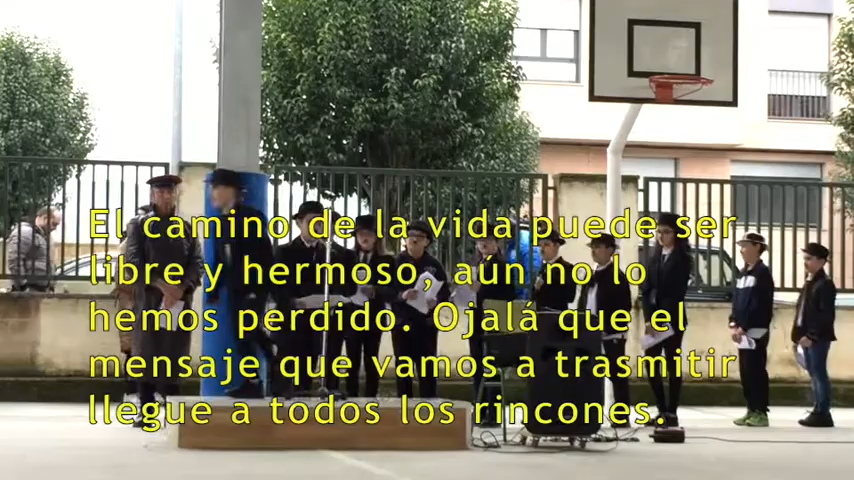 El camino de la vida puede ser
libre y hermoso, aún no lo
hemos perdido. Ojalá que el
mensaje que vamos a trasmitir
llegue a todos los rincones.